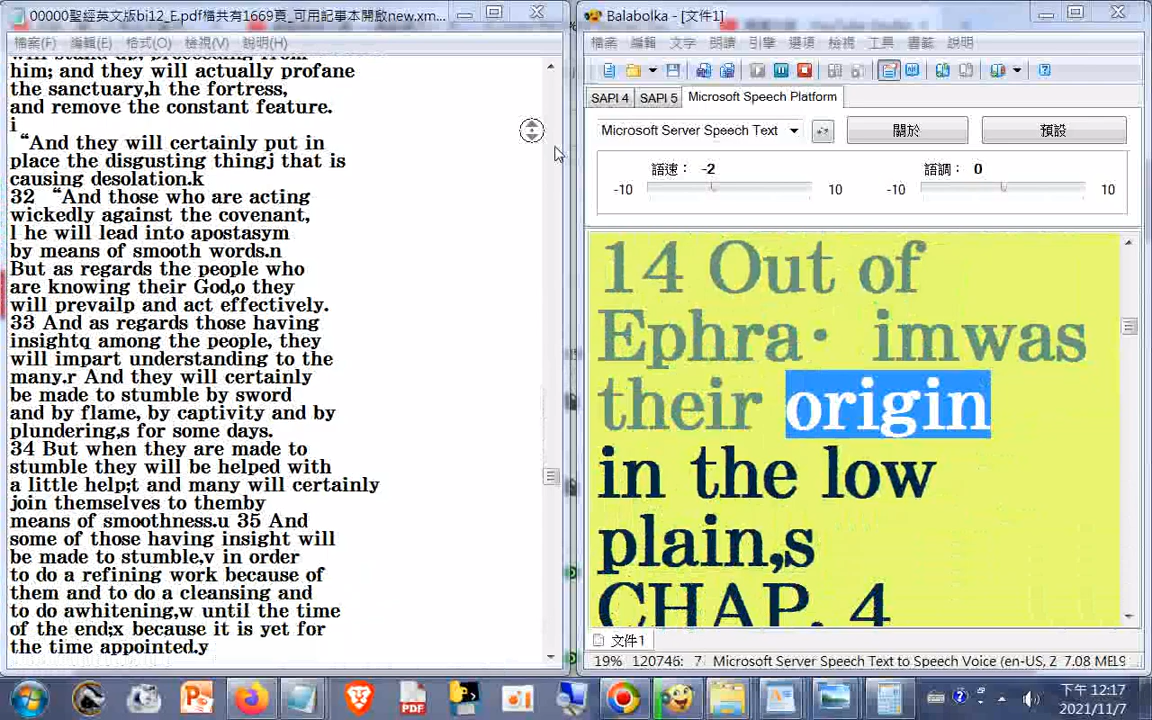 00000聖經英文版bi12_E.pdf檔共有1669頁_可用記事本開啟new.xm...
檔案(F) 編輯(E) 格式(O) 檢視(V) 說明(H)
him; and they will actually profane
the sanctuary,h the fortress,
and remove the constant feature.
i
“And they will certainly put in
place the disgusting thingj that is
causing desolation.k
32 “And those who are acting
wickedly against the covenant,
l he will lead into apostasym
by means of smooth words.n
But as regards the people who
are knowing their God,o they
will prevailp and act effectively.
33 And as regards those having
insightq among the people, they
will impart understanding to the
many.r And they will certainly
be made to stumble by sword
and by flame, by captivity and by
plundering,s for some days.
34 But when they are made to
stumble they will be helped with
a little help;t and many will certainly
join themselves to themby
means of smoothness.u 35 And
some of those having insight will
be made to stumble,v in order
to do a refining work because of
them and to do a cleansing and
to do awhitening,w until the time
of the end;x because it is yet for
the time appointed.y
Balabolka - [文件1]
檔案 編輯 文字 朗讀 引擎 選項 檢視 工具 書籤 說明
SAPI 4 SAPI 5 Microsoft Speech Platform
Microsoft Server Speech Text 關於 預設
語速： -2 語調： 0
-10 10 -10 10
14 Out of
Ephra· imwas
their origin
in the low
plain,s
CHAP. 4
文件1
19% 120746: 7 Microsoft Server Speech Text to Speech Voice (en-US, 2 7.08 ME 19%
PDF
下午 12:17
2021/11/7